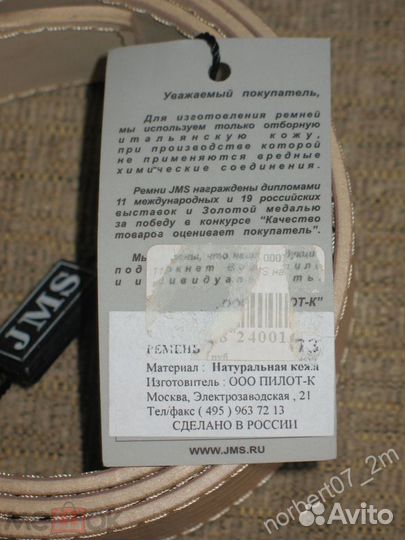 Уважаемый покупатель,
Для изготовления ремней
мы используем только отборную
итальянскую кожу,
при производстве которой
не применяются вредные
химические соединения.
Ремни JMS награждены дипломами
11 международных и 19 российских
выставок и Золотой медалью
за победу в конкурсе "Качество
товаров оценивает покупатель".
что
ПИЛОТ-К"
JMS
РЕМЕНЬ 73
Материал : Натуральная кожа
Изготовитель : ООО ПИЛОТ-К
Москва, Электрозаводская , 21
Тел/факс ( 495 ) 963 72 13
СДЕЛАНО В РОССИИ
WWW.JMS.RU
norbert07_2m
Avito